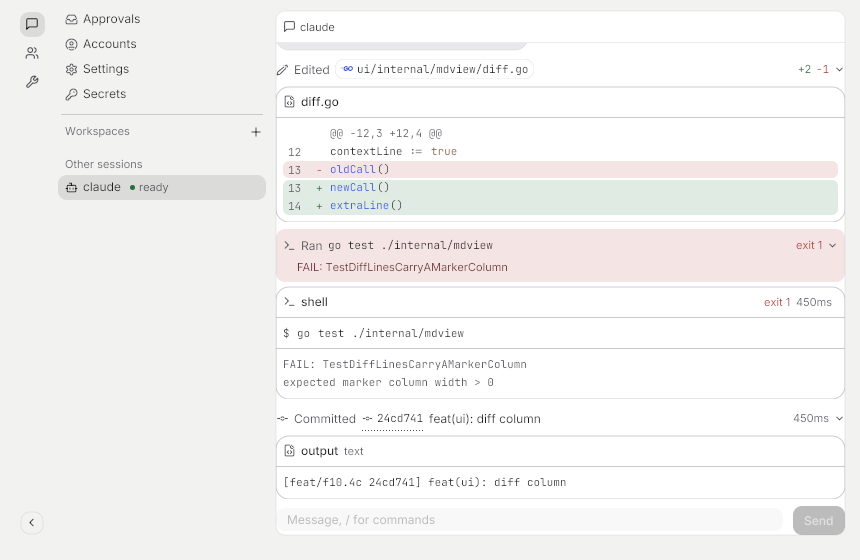 Approvals
Accounts
Settings
Secrets
Workspaces
Other sessions
claude ready
claude
Edited ui/internal/mdview/diff.go +2 -1
diff.go
@@ -12,3 +12,4 @@
12 contextLine := true
13 - oldCall()
13 + newCall()
14 + extraLine()
Ran go test ./internal/mdview exit 1
FAIL: TestDiffLinesCarryAMarkerColumn
shell exit 1 450ms
$ go test ./internal/mdview
FAIL: TestDiffLinesCarryAMarkerColumn
expected marker column width > 0
Committed 24cd741 feat(ui): diff column 450ms
output text
[feat/f10.4c 24cd741] feat(ui): diff column
Message, / for commands
Send